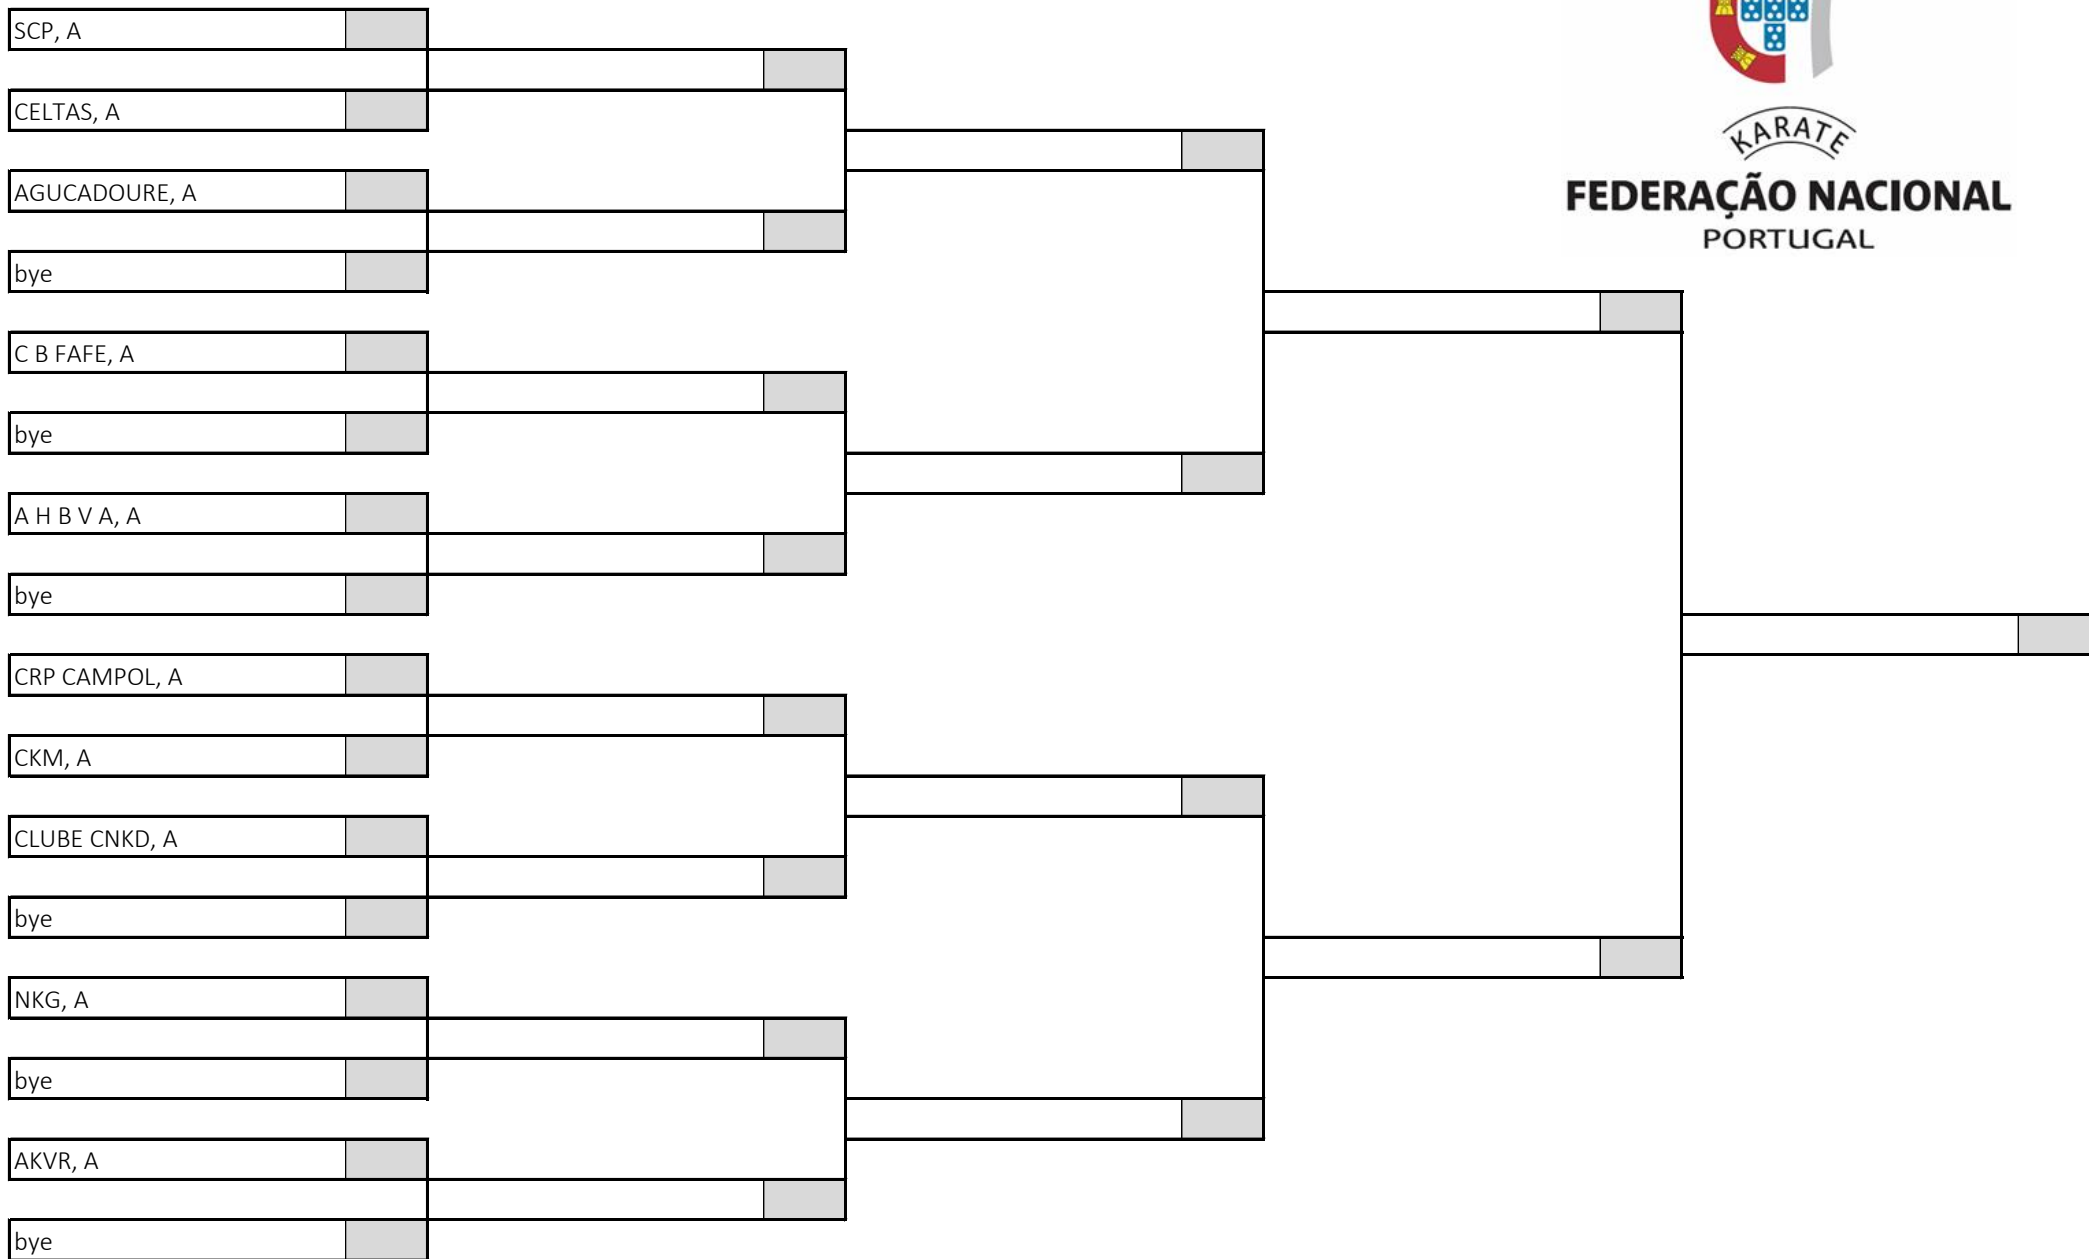 SCP, A
CELTAS, A
AGUCADOURE, A
bye
C B FAFE, A
bye
A H B V A, A
bye
CRP CAMPOL, A
CKM, A
CLUBE CNKD, A
bye
NKG, A
bye
AKVR, A
bye
KARATE
FEDERAÇÃO NACIONAL
PORTUGAL